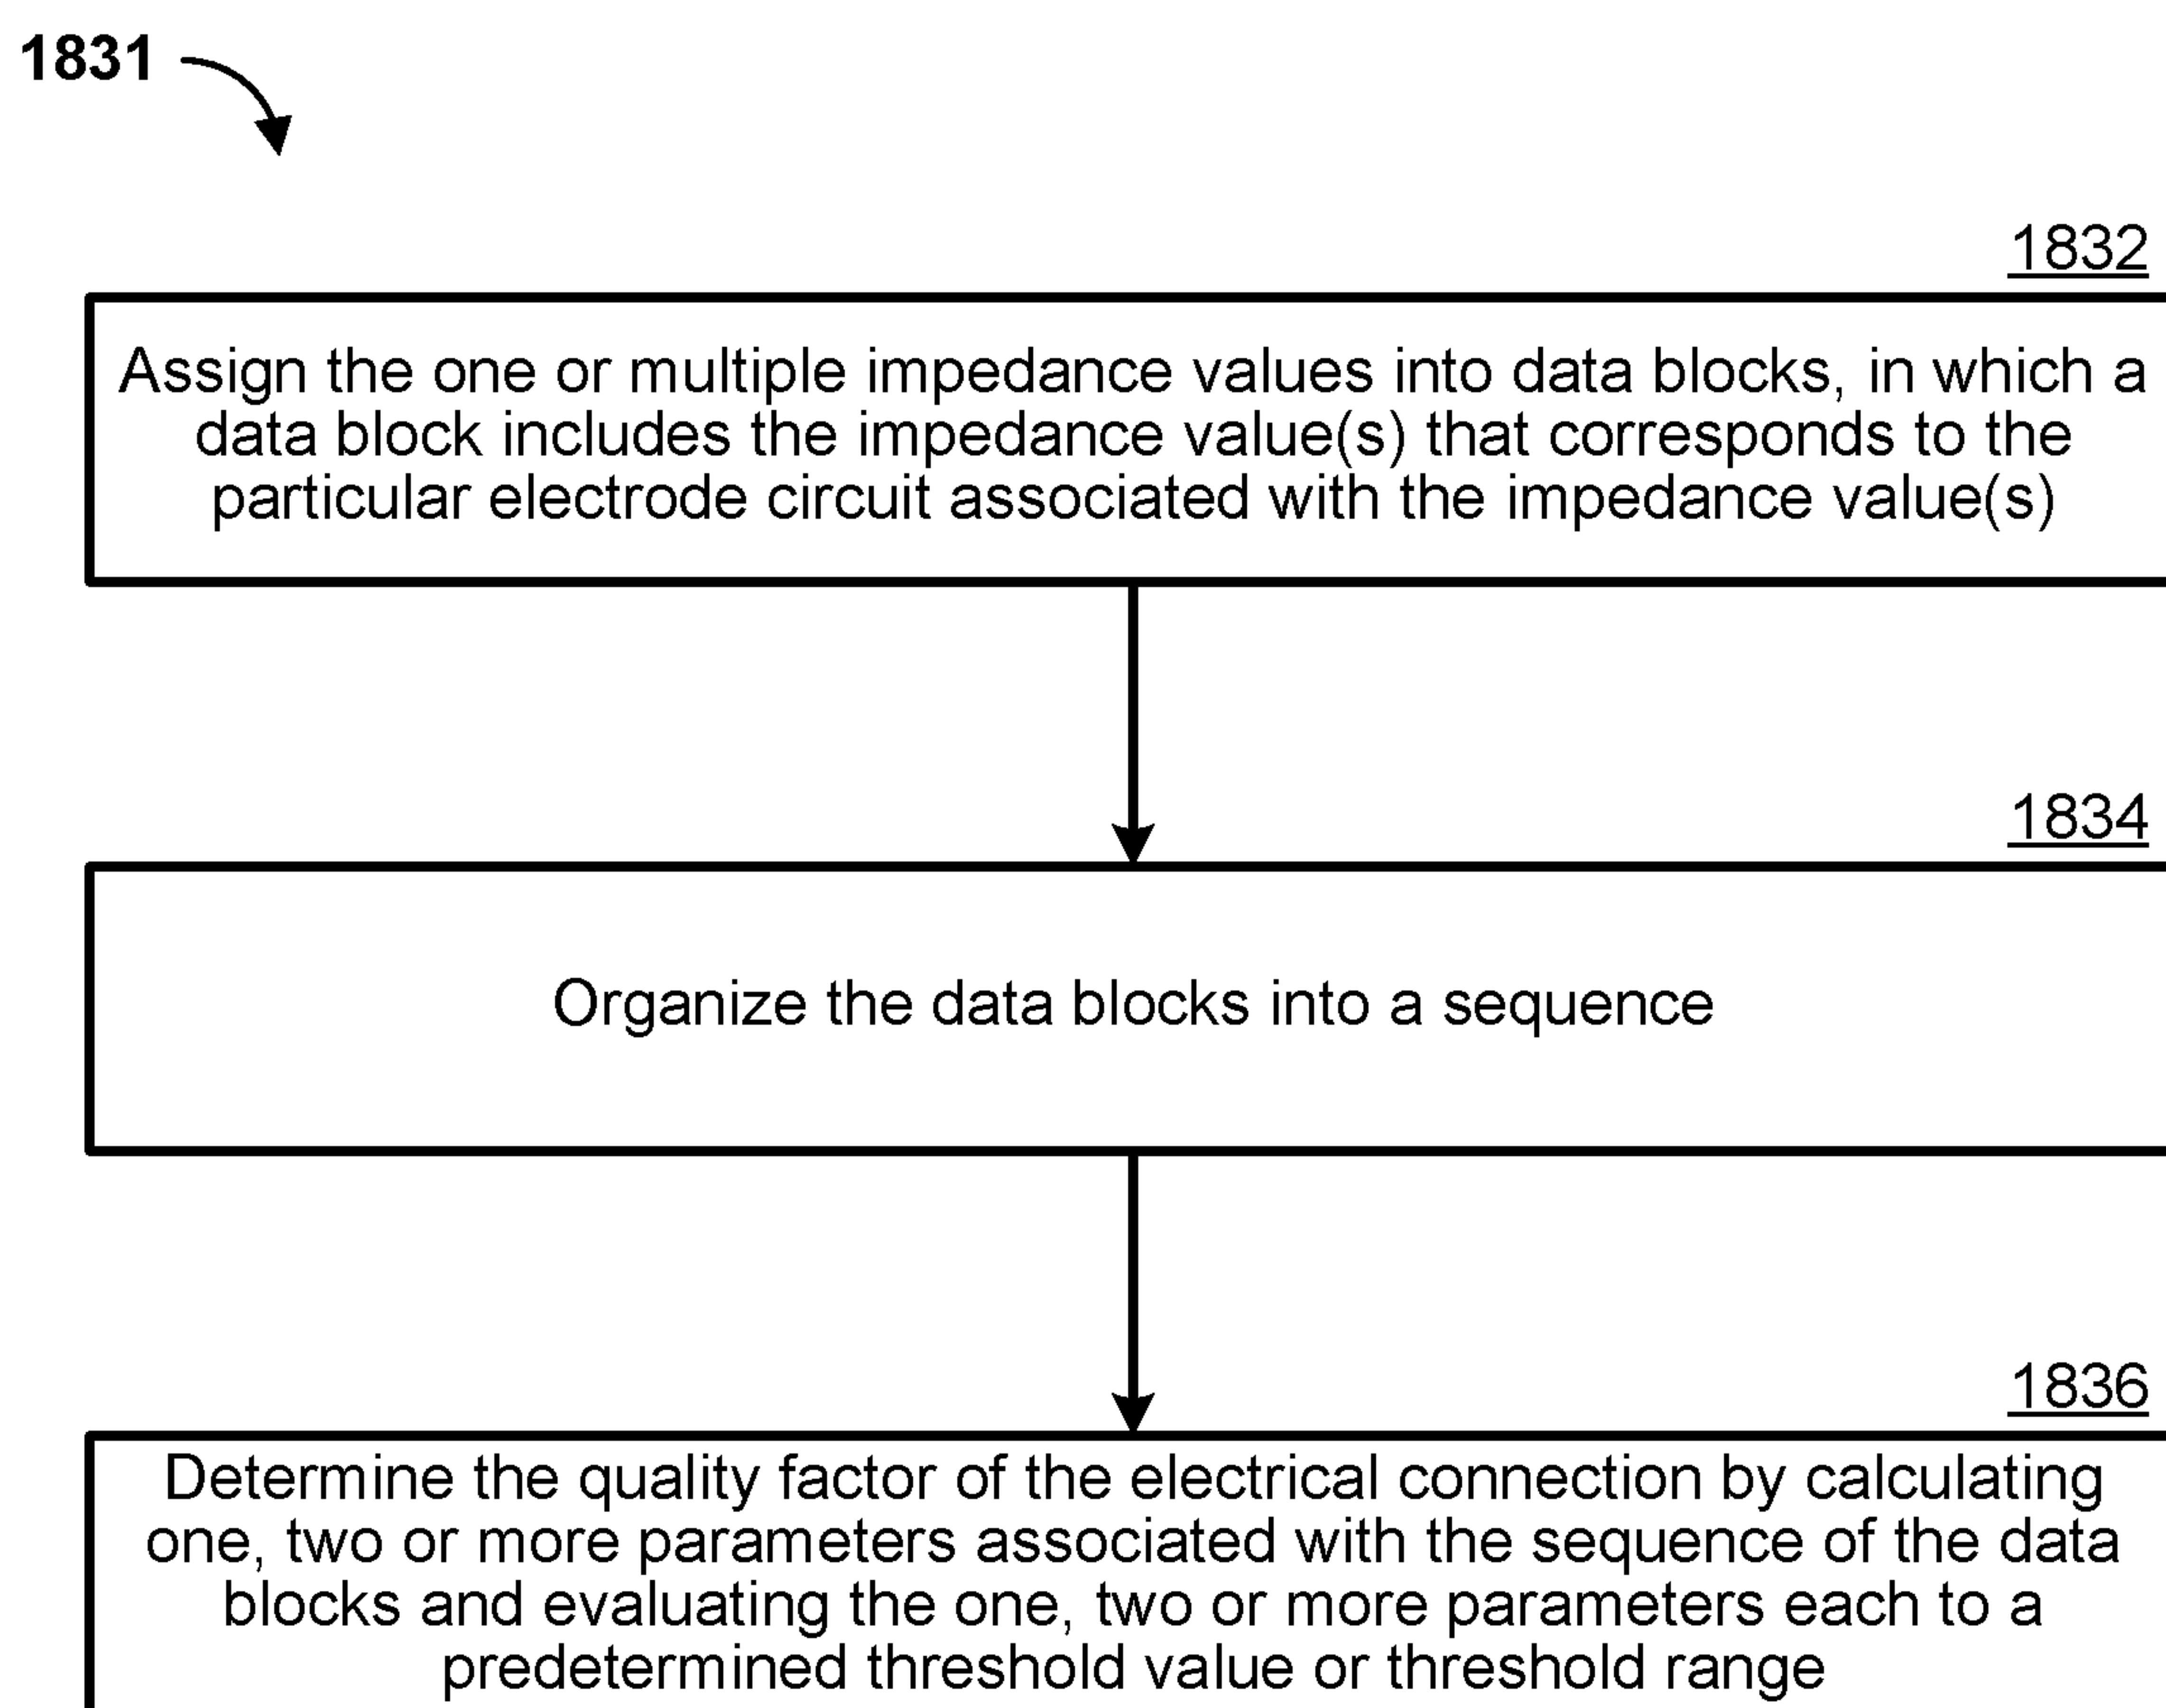 1831
1832
Assign the one or multiple impedance values into data blocks, in which a
data block includes the impedance value(s) that corresponds to the
particular electrode circuit associated with the impedance value(s)
1834
Organize the data blocks into a sequence
1836
Determine the quality factor of the electrical connection by calculating
one, two or more parameters associated with the sequence of the data
blocks and evaluating the one, two or more parameters each to a
predetermined threshold value or threshold range